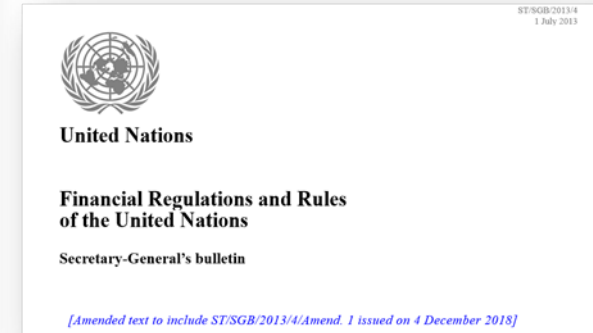 ST/SGB/2013/4
1 July 2013
United Nations
Financial Regulations and Rules
of the United Nations
Secretary-General’s bulletin
[Amended text to include ST/SGB/2013/4/Amend. 1 issued on 4 December 2018]